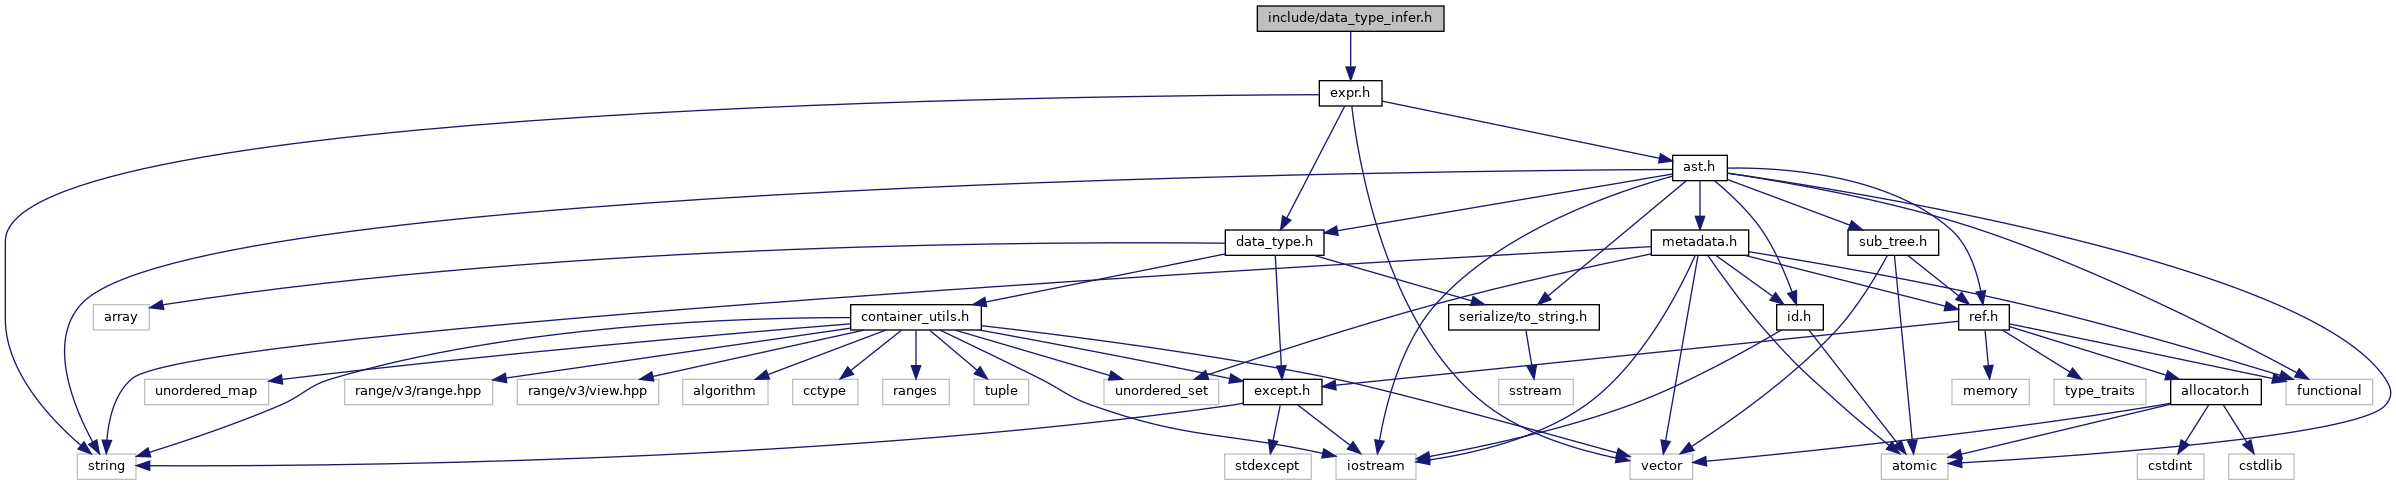 include/data_type_infer.h
expr.h
ast.h
data_type.h
metadata.h
sub_tree.h
array
container_utils.h
serialize/to_string.h
id.h
ref.h
unordered_map
range/v3/range.hpp
range/v3/view.hpp
algorithm
cctype
ranges
tuple
unordered_set
except.h
sstream
memory
type_traits
allocator.h
functional
string
stdexcept
iostream
vector
atomic
cstdint
cstdlib